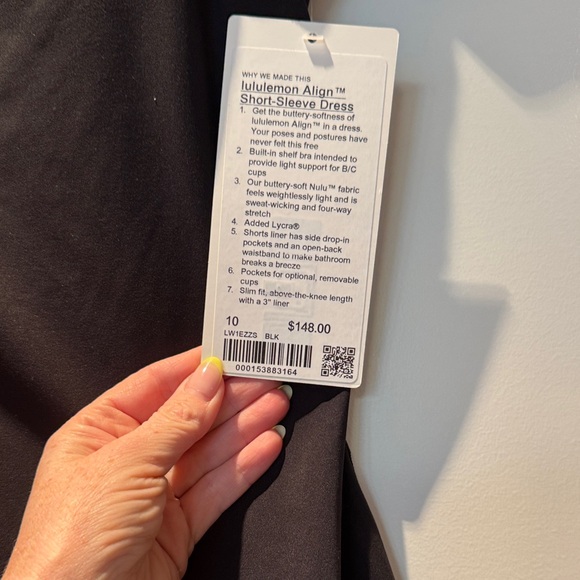 WHY WE MADE THIS
lululemon Align™
Short-Sleeve Dress
1. Get the buttery-softness of
lululemon Align™ in a dress.
Your poses and postures have
never felt this free
2. Built-in shelf bra intended to
provide light support for B/C
cups
3. Our buttery-soft Nulu™ fabric
feels weightlessly light and is
sweat-wicking and four-way
stretch
4. Added Lycra®
5. Shorts liner has side drop-in
pockets and an open-back
waistband to make bathroom
breaks a breeze
6. Pockets for optional, removable
cups
7. Slim fit, above-the-knee length
with a 3" liner
10 $148.00
LW1EZZS BLK
000153883164